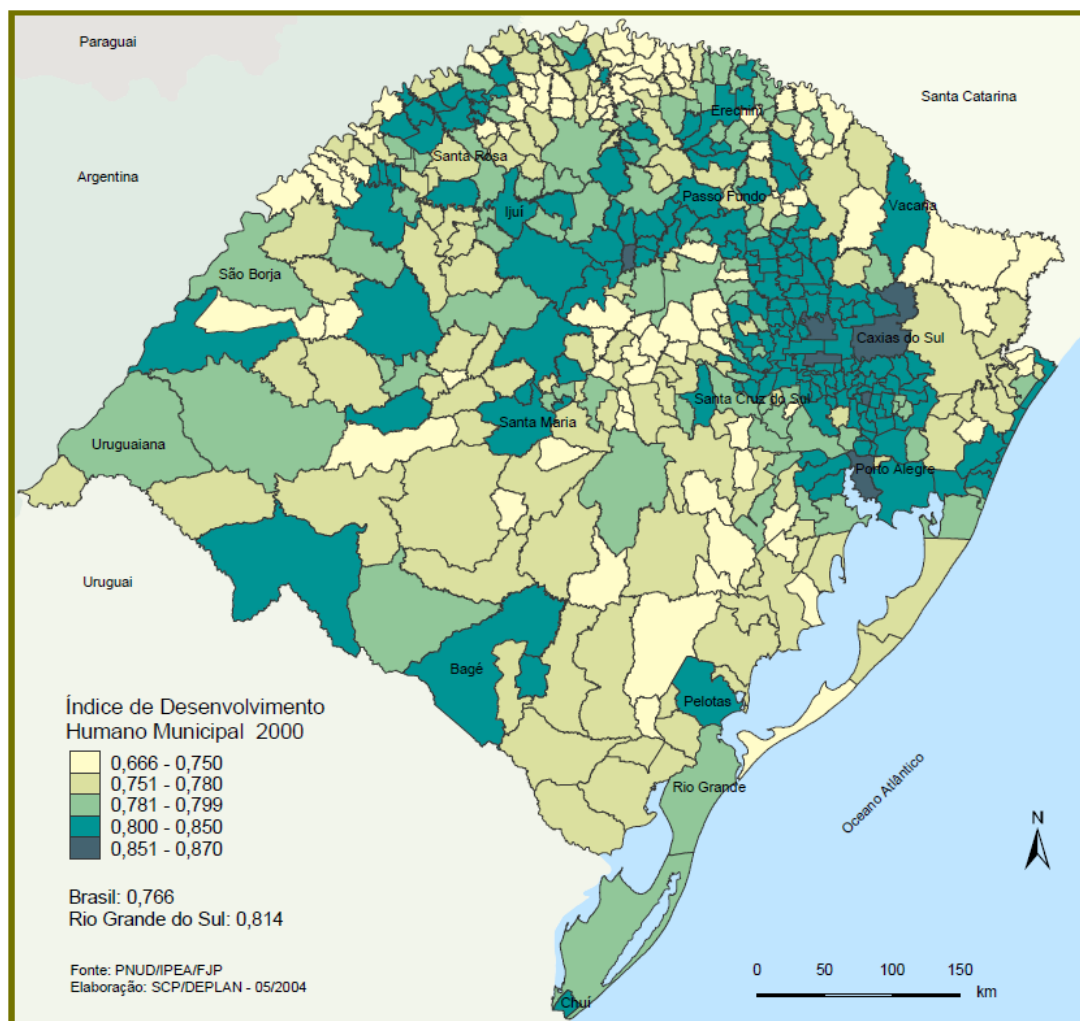 Paraguai
Santa Catarina
Argentina
Erechim
Santa Rosa
Passo Fundo
Ijuí
Vacaria
São Borja
Caxias do Sul
Santa Cruz do Sul
Santa Maria
Uruguaiana
Porto Alegre
Uruguai
Bagé
Pelotas
Rio Grande
Oceano Atlântico
Chuí
Índice de Desenvolvimento
Humano Municipal 2000
0,666 - 0,750
0,751 - 0,780
0,781 - 0,799
0,800 - 0,850
0,851 - 0,870
Brasil: 0,766
Rio Grande do Sul: 0,814
Fonte: PNUD/IPEA/FJP
Elaboração: SCP/DEPLAN - 05/2004
N
0 50 100 150
km